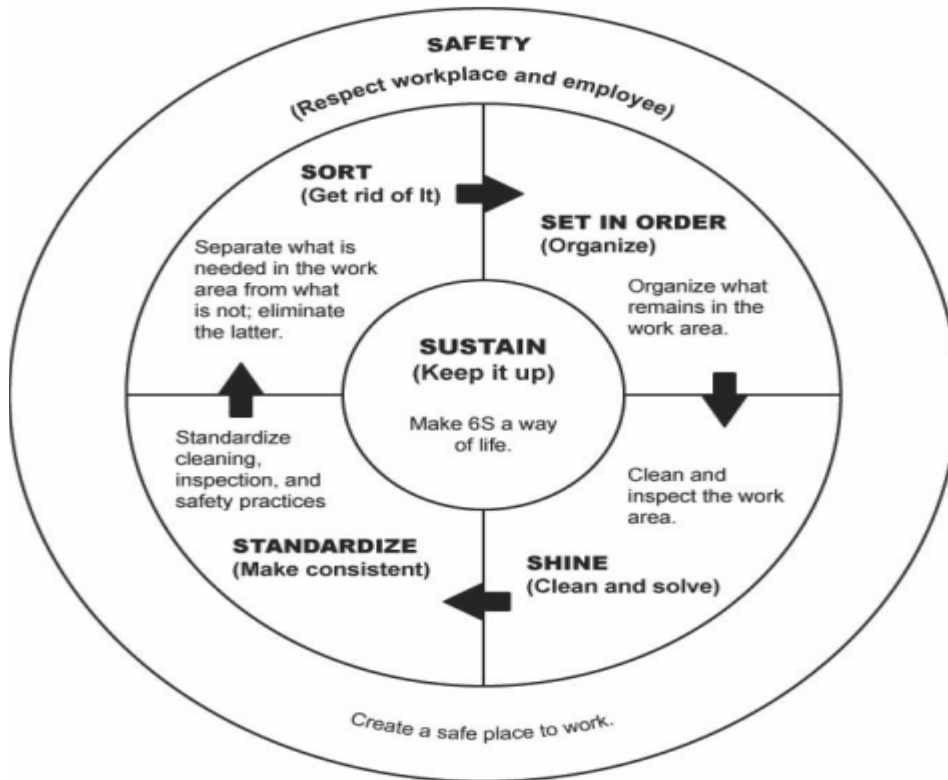 SAFETY
(Respect workplace and employee)
SORT
(Get rid of It)
Separate what is
needed in the work
area from what
is not; eliminate
the latter.
SET IN ORDER
(Organize)
Organize what
remains in the
work area.
SUSTAIN
(Keep it up)
Make 6S a way
of life.
Clean and
inspect the work
area.
SHINE
(Clean and solve)
Standardize
cleaning,
inspection, and
safety practices
STANDARDIZE
(Make consistent)
Create a safe place to work.